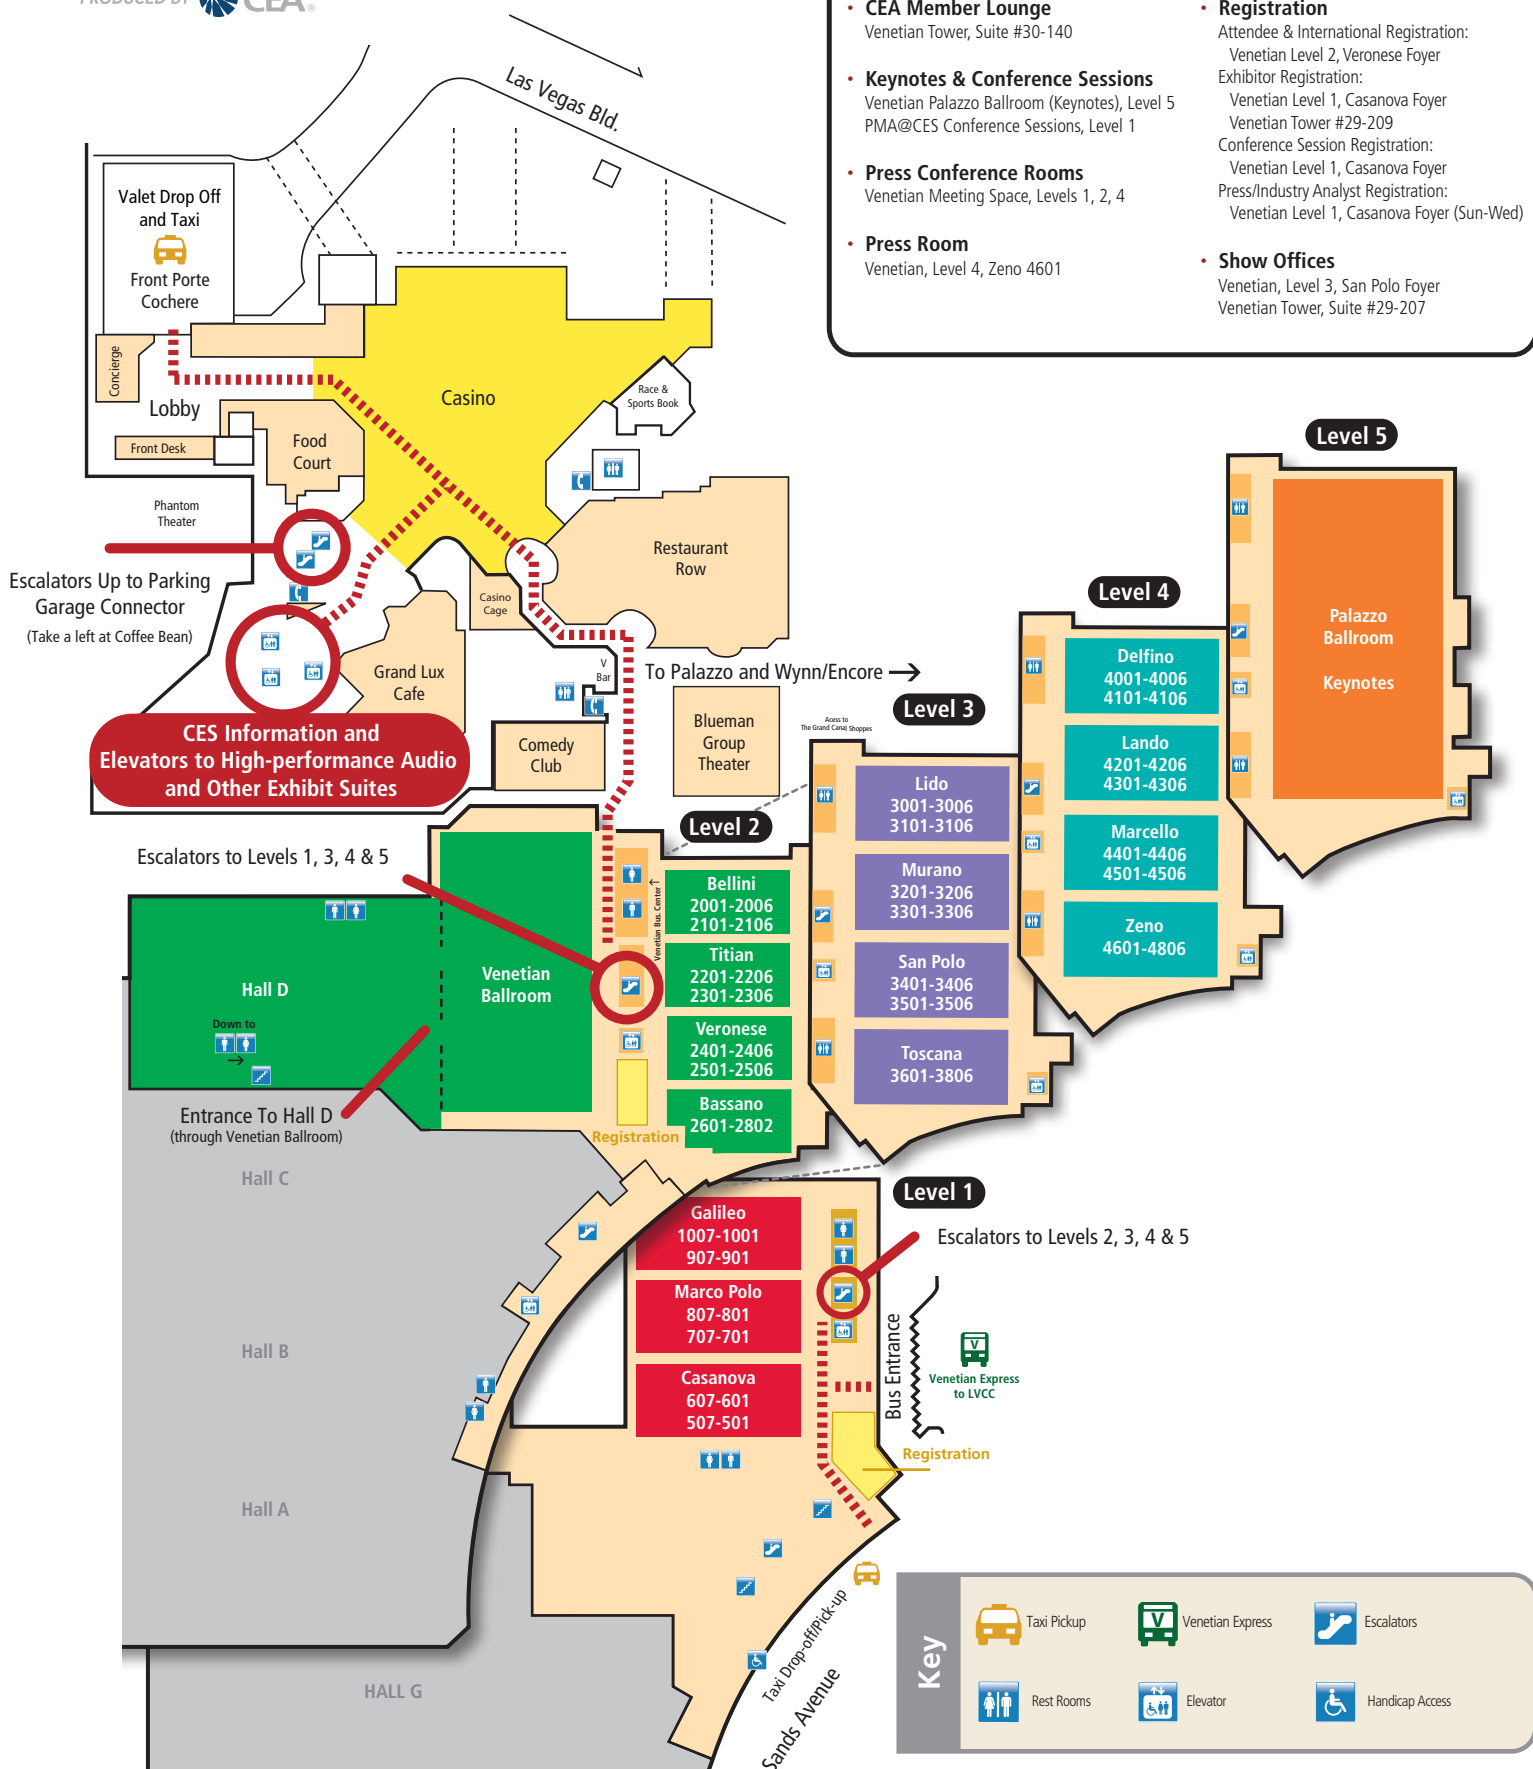 PRODUCED BY CEA®
• CEA Member Lounge
Venetian Tower, Suite #30-140
• Keynotes & Conference Sessions
Venetian Palazzo Ballroom (Keynotes), Level 5
PMA@CES Conference Sessions, Level 1
• Press Conference Rooms
Venetian Meeting Space, Levels 1, 2, 4
• Press Room
Venetian, Level 4, Zeno 4601
• Registration
Attendee & International Registration:
Venetian Level 2, Veronese Foyer
Exhibitor Registration:
Venetian Level 1, Casanova Foyer
Venetian Tower #29-209
Conference Session Registration:
Venetian Level 1, Casanova Foyer
Press/Industry Analyst Registration:
Venetian Level 1, Casanova Foyer (Sun-Wed)
• Show Offices
Venetian, Level 3, San Polo Foyer
Venetian Tower, Suite #29-207
Las Vegas Bld.
Valet Drop Off
and Taxi
Front Porte
Cochere
Concierge
Lobby
Front Desk
Food
Court
Casino
Race &
Sports Book
Phantom
Theater
Escalators Up to Parking
Garage Connector
(Take a left at Coffee Bean)
Restaurant
Row
Casino
Cage
Grand Lux
Cafe
V
Bar
To Palazzo and Wynn/Encore →
CES Information and
Elevators to High-performance Audio
and Other Exhibit Suites
Comedy
Club
Blueman
Group
Theater
Acess to
The Grand Canal Shoppes
Level 5
Palazzo
Ballroom
Keynotes
Level 4
Delfino
4001-4006
4101-4106
Lando
4201-4206
4301-4306
Marcello
4401-4406
4501-4506
Zeno
4601-4806
Level 3
Lido
3001-3006
3101-3106
Murano
3201-3206
3301-3306
San Polo
3401-3406
3501-3506
Toscana
3601-3806
Level 2
Escalators to Levels 1, 3, 4 & 5
Venetian Bus. Center →
Bellini
2001-2006
2101-2106
Titian
2201-2206
2301-2306
Veronese
2401-2406
2501-2506
Bassano
2601-2802
Registration
Venetian
Ballroom
Hall D
Down to
→
Entrance To Hall D
(through Venetian Ballroom)
Hall C
Hall B
Hall A
HALL G
Level 1
Galileo
1007-1001
907-901
Marco Polo
807-801
707-701
Casanova
607-601
507-501
Escalators to Levels 2, 3, 4 & 5
Bus Entrance
V
Venetian Express
to LVCC
Registration
Taxi Drop-off/Pick-up
Sands Avenue
Key
Taxi Pickup
V
Venetian Express
Escalators
Rest Rooms
Elevator
Handicap Access